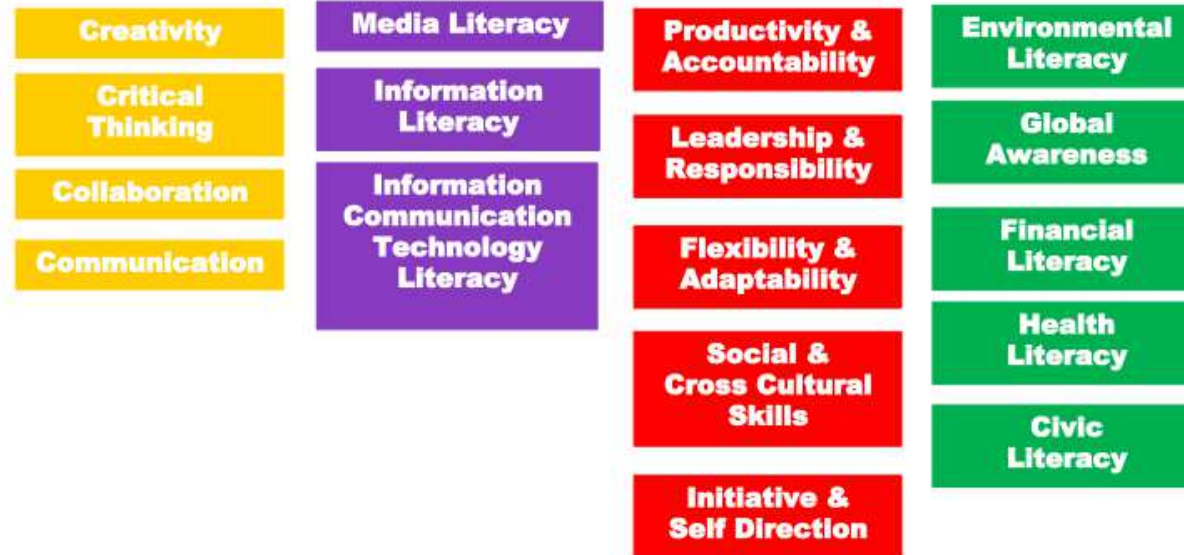 Creativity
Critical
Thinking
Collaboration
Communication
Media Literacy
Information
Literacy
Information
Communication
Technology
Literacy
Productivity &
Accountability
Leadership &
Responsibility
Flexibility &
Adaptability
Social &
Cross Cultural
Skills
Initiative &
Self Direction
Environmental
Literacy
Global
Awareness
Financial
Literacy
Health
Literacy
Civic
Literacy